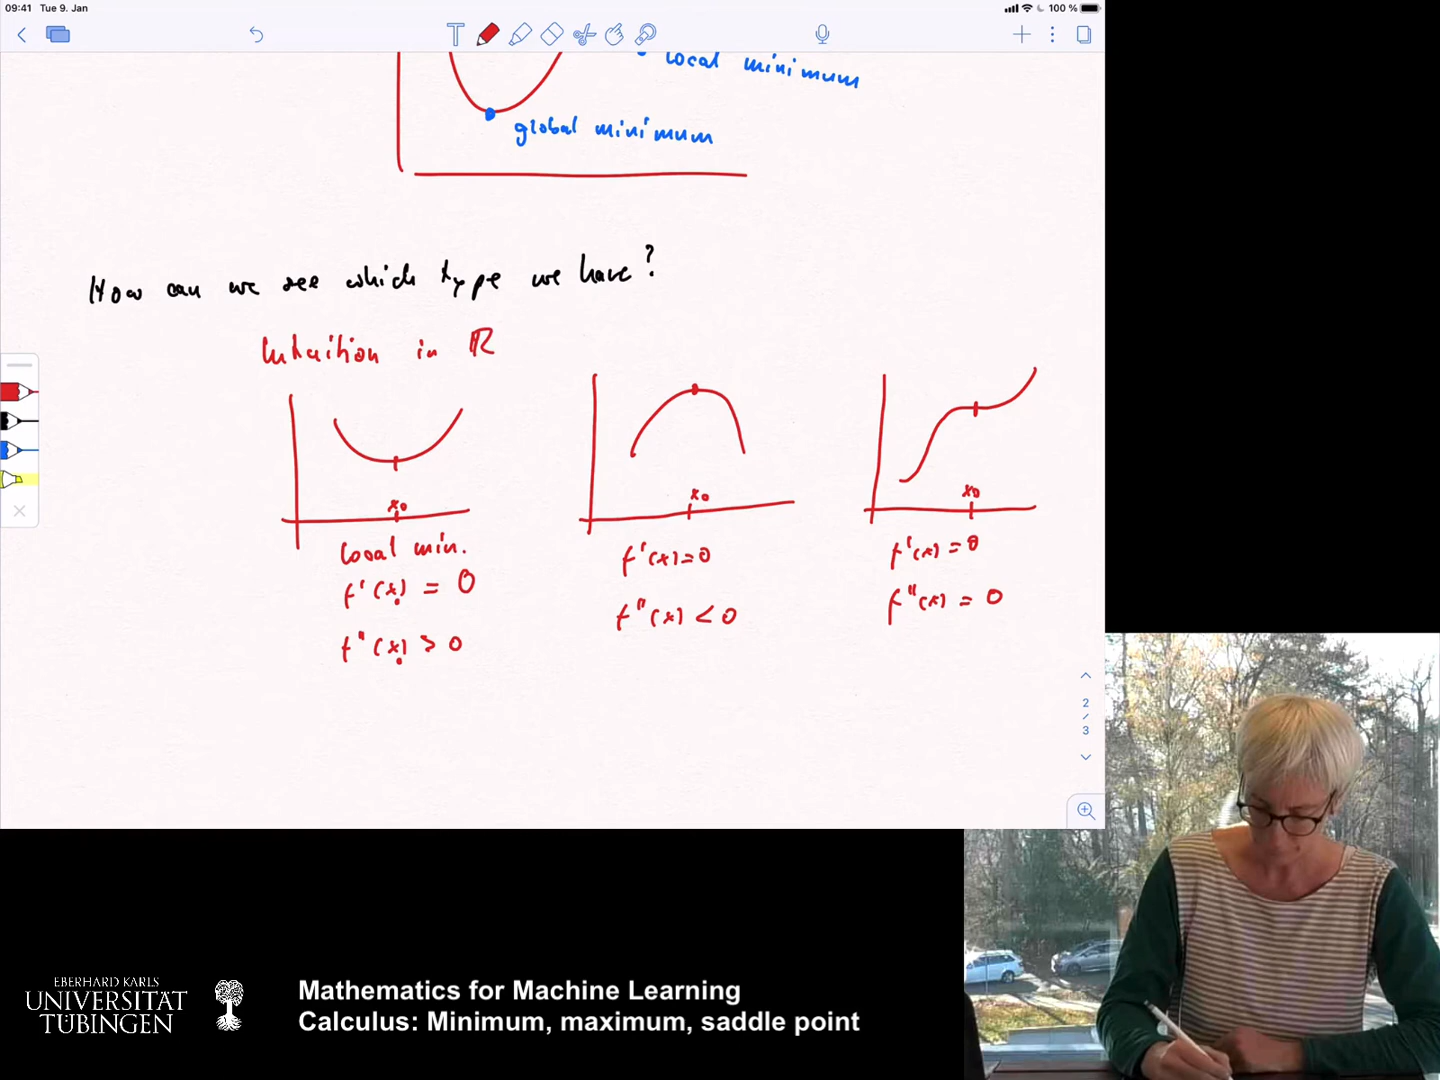 09:41 Tue 9. Jan
100 %
local minimum
global minimum
How can we see which type we have?
Intuition in ℝ
x₀
x₀
x₀
local min.
f'(x) = 0
f'(x)=0
f'(x) = 0
f''(x) > 0
f''(x) < 0
f''(x) = 0
2
/
3
EBERHARD KARLS
UNIVERSITÄT
TÜBINGEN
Mathematics for Machine Learning
Calculus: Minimum, maximum, saddle point